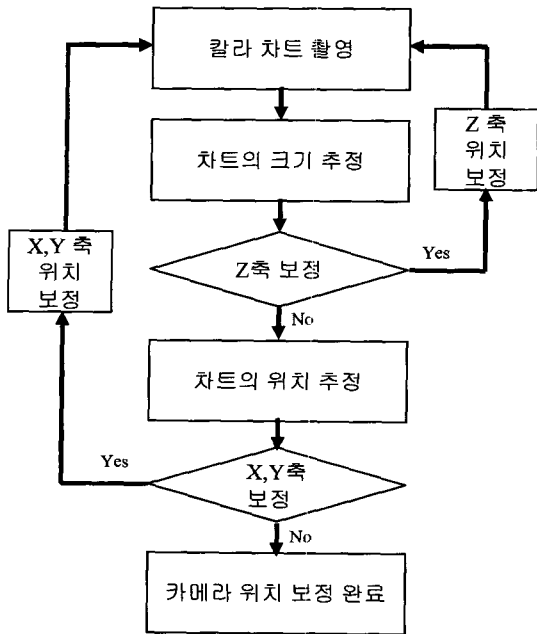 칼라 차트 촬영
Z 축
위치
보정
차트의 크기 추정
X,Y 축
위치
보정
Z축 보정
Yes
No
차트의 위치 추정
Yes
X,Y축
보정
No
카메라 위치 보정 완료